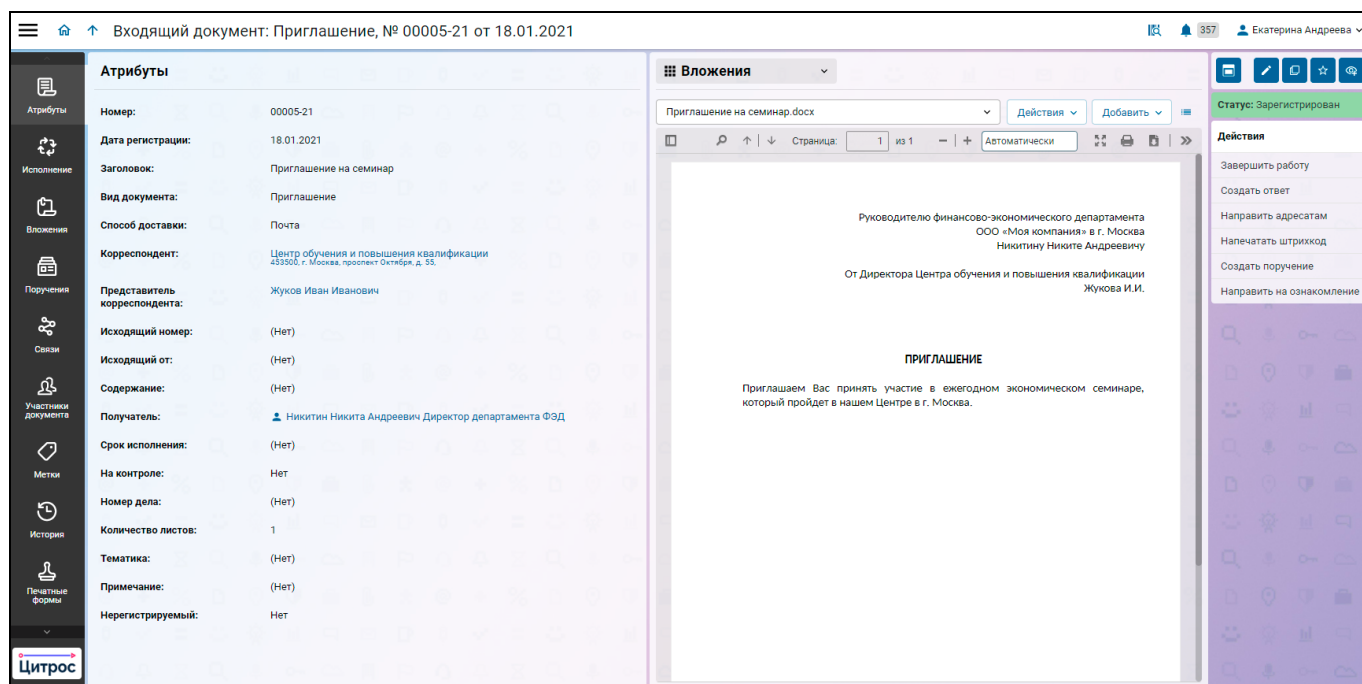 Входящий документ: Приглашение, № 00005-21 от 18.01.2021
357
Екатерина Андреева
Атрибуты
Исполнение
Вложения
Поручения
Связи
Участники
документа
Метки
История
Печатные
формы
Цитрос
Атрибуты
Номер: 00005-21
Дата регистрации: 18.01.2021
Заголовок: Приглашение на семинар
Вид документа: Приглашение
Способ доставки: Почта
Корреспондент: Центр обучения и повышения квалификации
453500, г. Москва, проспект Октября, д. 55,
Представитель
корреспондента: Жуков Иван Иванович
Исходящий номер: (Нет)
Исходящий от: (Нет)
Содержание: (Нет)
Получатель: Никитин Никита Андреевич Директор департамента ФЭД
Срок исполнения: (Нет)
На контроле: Нет
Номер дела: (Нет)
Количество листов: 1
Тематика: (Нет)
Примечание: (Нет)
Нерегистрируемый: Нет
Вложения
Приглашение на семинар.docx Действия Добавить
Страница: 1 из 1 Автоматически
Руководителю финансово-экономического департамента
ООО «Моя компания» в г. Москва
Никитину Никите Андреевичу
От Директора Центра обучения и повышения квалификации
Жукова И.И.
ПРИГЛАШЕНИЕ
Приглашаем Вас принять участие в ежегодном экономическом семинаре,
который пройдет в нашем Центре в г. Москва.
Статус: Зарегистрирован
Действия
Завершить работу
Создать ответ
Направить адресатам
Напечатать штрихкод
Создать поручение
Направить на ознакомление